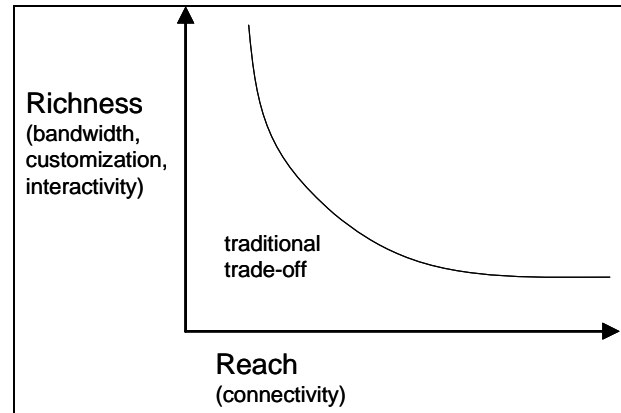 Richness
(bandwidth,
customization,
interactivity)
traditional
trade-off
Reach
(connectivity)